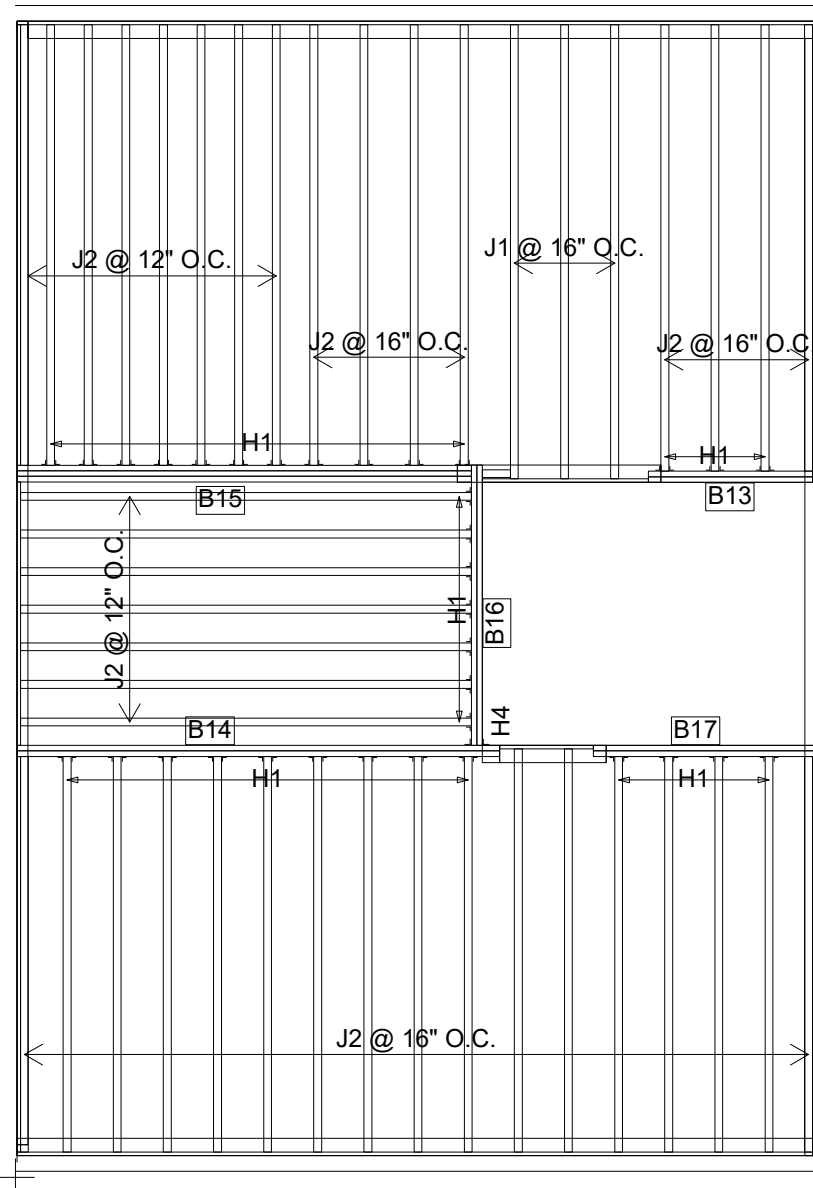 J1 @ 16" O.C.
J2 @ 12" O.C.
J2 @ 16" O.C.
J2 @ 16" O.C
H1
H1
B15
B13
J2 @ 12" O.C.
H1
B16
H4
B14
B17
H1
H1
J2 @ 16" O.C.